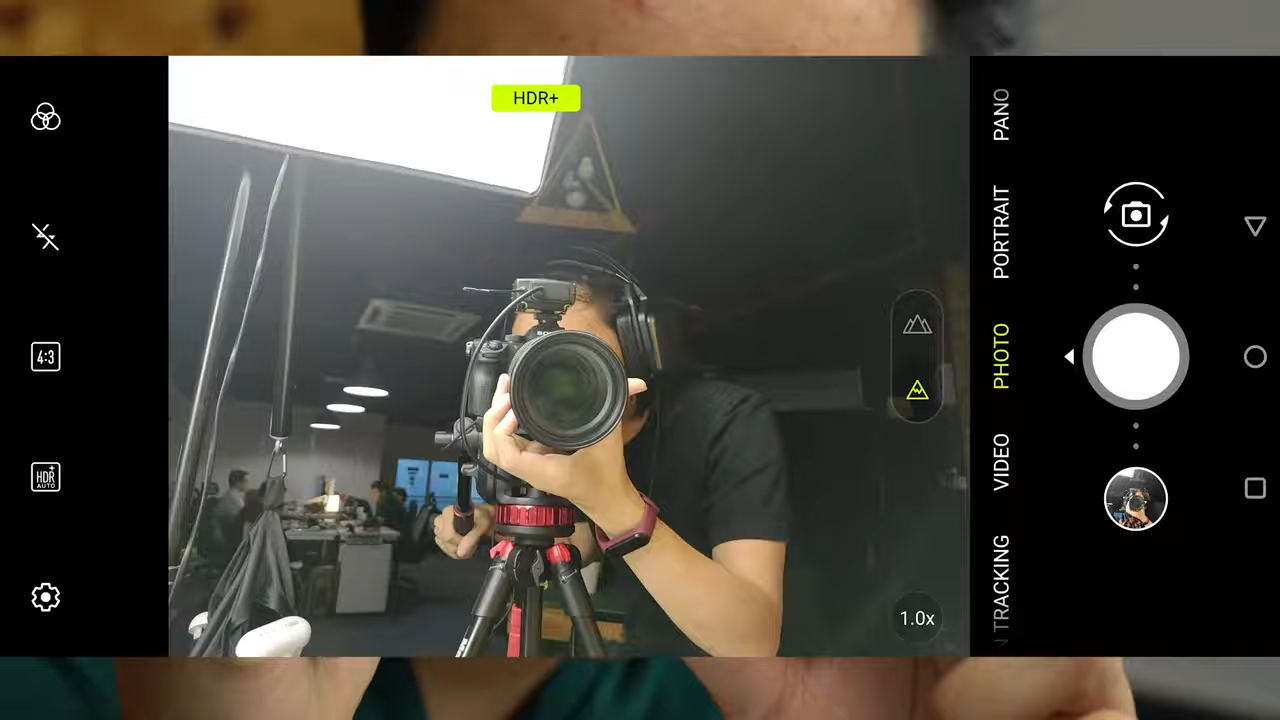 4:3
HDR+
AUTO
HDR+
1.0x
PANO
PORTRAIT
PHOTO
VIDEO
TRACKING